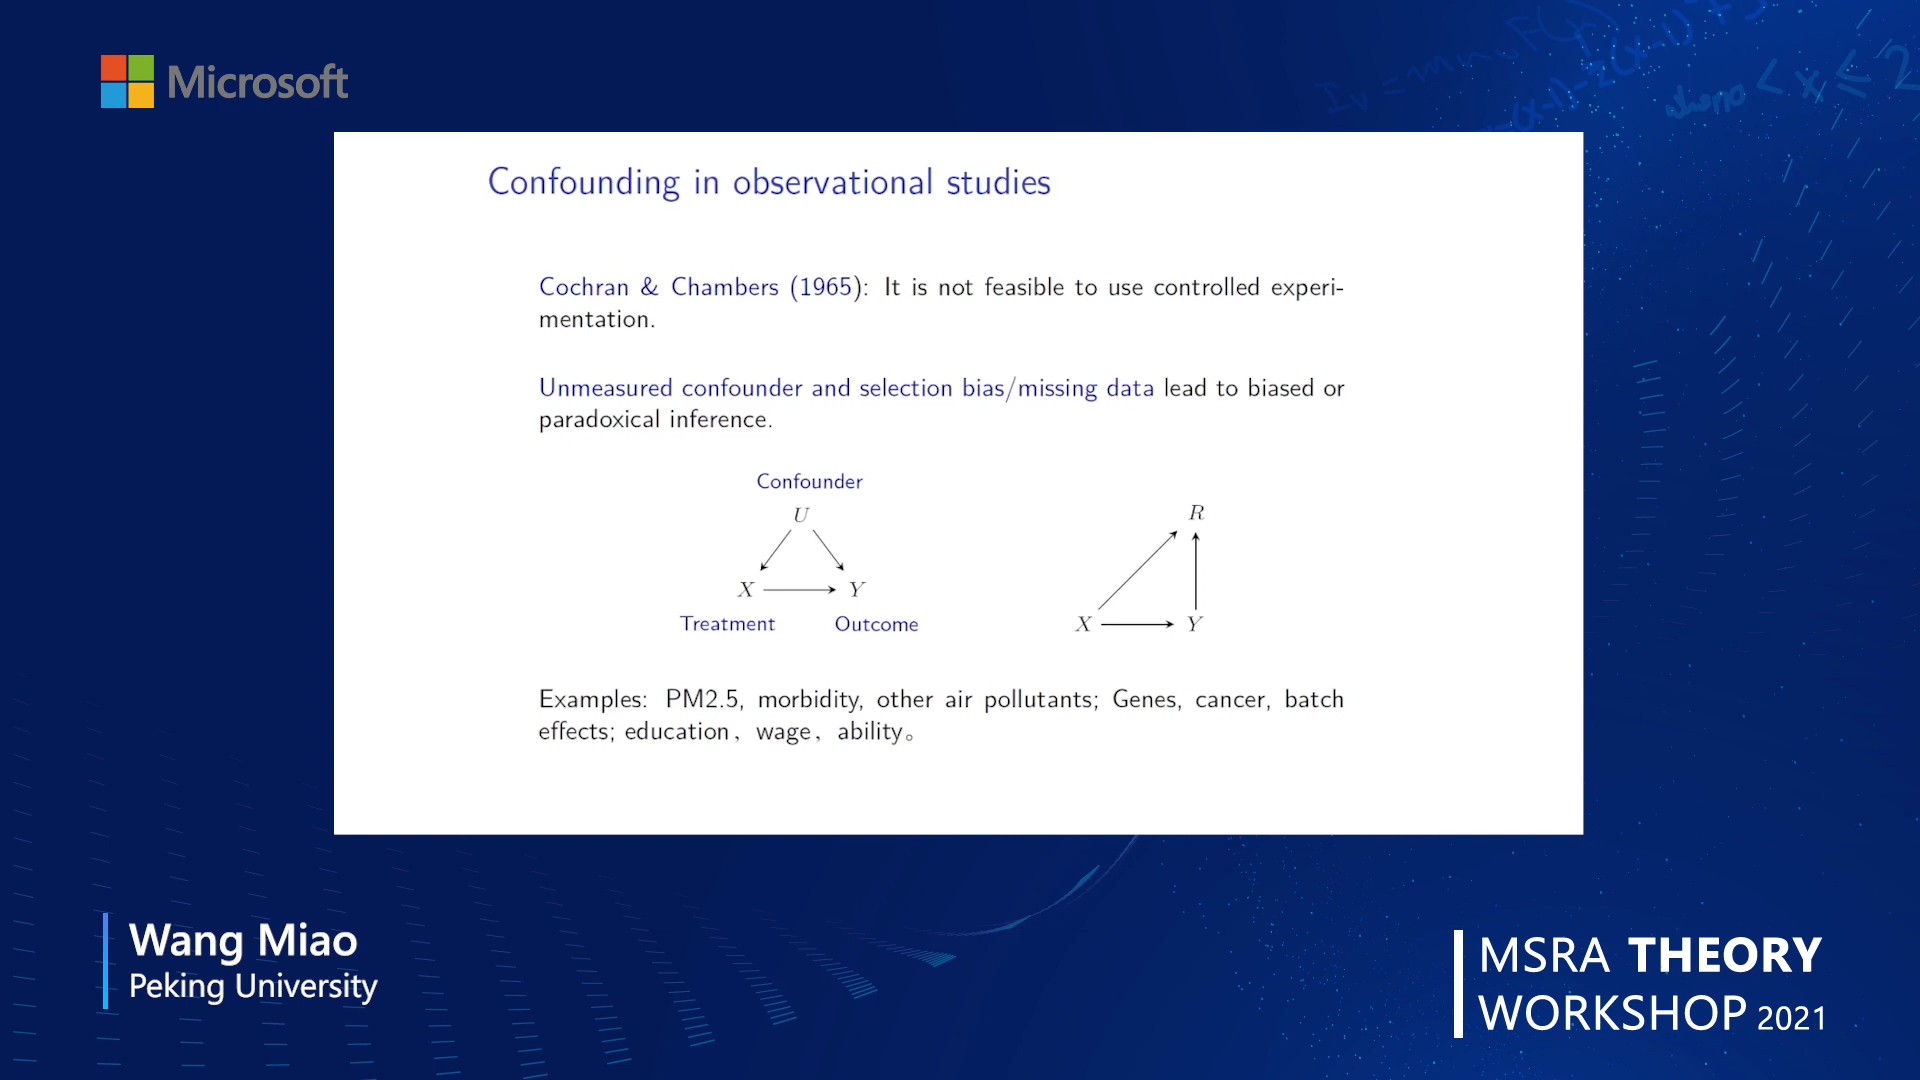 Microsoft
Confounding in observational studies
Cochran & Chambers (1965): It is not feasible to use controlled experi-
mentation.
Unmeasured confounder and selection bias/missing data lead to biased or
paradoxical inference.
Confounder
U
X
Y
Treatment
Outcome
R
X
Y
Examples: PM2.5, morbidity, other air pollutants; Genes, cancer, batch
effects; education, wage, ability。
Wang Miao
Peking University
MSRA THEORY
WORKSHOP 2021